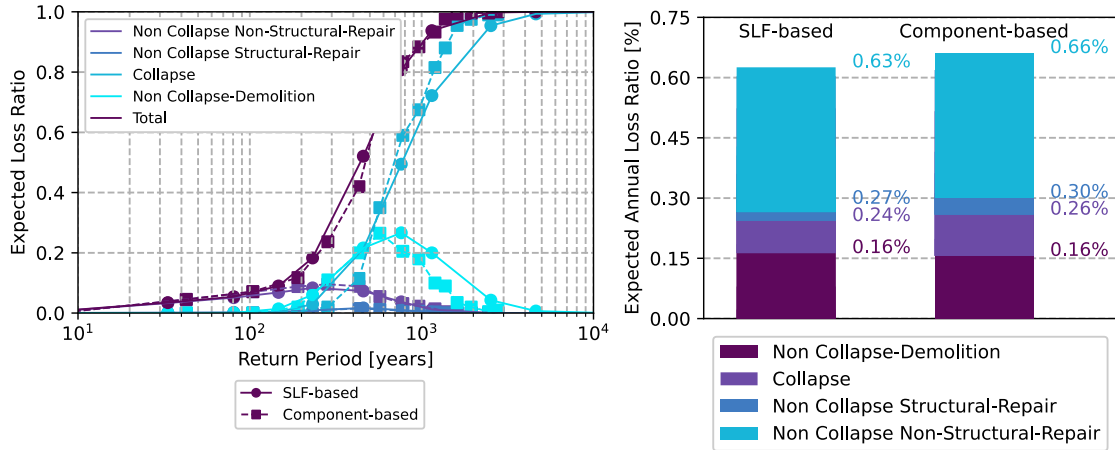 Non Collapse Non-Structural-Repair
Non Collapse Structural-Repair
Collapse
Non Collapse-Demolition
Total
Expected Loss Ratio
1.0
0.8
0.6
0.4
0.2
0.0
10¹
10²
10³
10⁴
Return Period [years]
SLF-based
Component-based
Expected Annual Loss Ratio [%]
0.75
0.60
0.45
0.30
0.15
0.00
SLF-based
Component-based
0.63%
0.66%
0.27%
0.30%
0.24%
0.26%
0.16%
0.16%
Non Collapse-Demolition
Collapse
Non Collapse Structural-Repair
Non Collapse Non-Structural-Repair